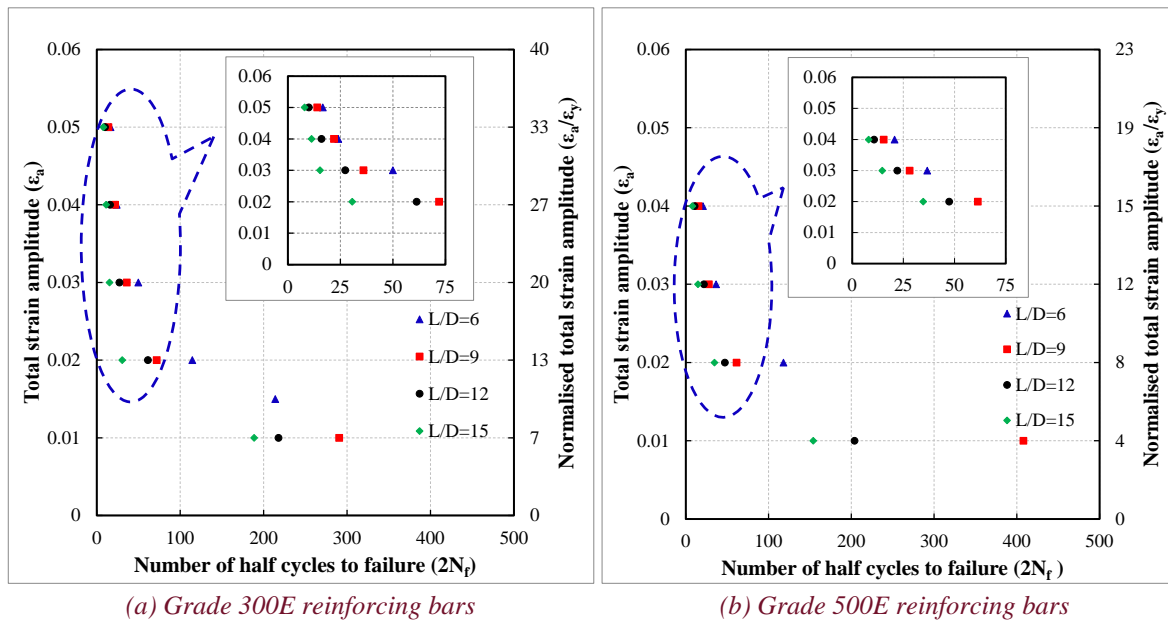 Total strain amplitude (εa)
0.06
0.05
0.04
0.03
0.02
0.01
0
0 100 200 300 400 500
Number of half cycles to failure (2Nf)
40
33
27
20
13
7
0
Normalised total strain amplitude (εa/εy)
0.06
0.05
0.04
0.03
0.02
0.01
0
0 25 50 75
L/D=6
L/D=9
L/D=12
L/D=15
(a) Grade 300E reinforcing bars
Total strain amplitude (εa)
0.06
0.05
0.04
0.03
0.02
0.01
0
0 100 200 300 400 500
Number of half cycles to failure (2Nf )
23
19
15
12
8
4
0
Normalised total strain amplitude (εa/εy)
0.06
0.05
0.04
0.03
0.02
0.01
0
0 25 50 75
L/D=6
L/D=9
L/D=12
L/D=15
(b) Grade 500E reinforcing bars